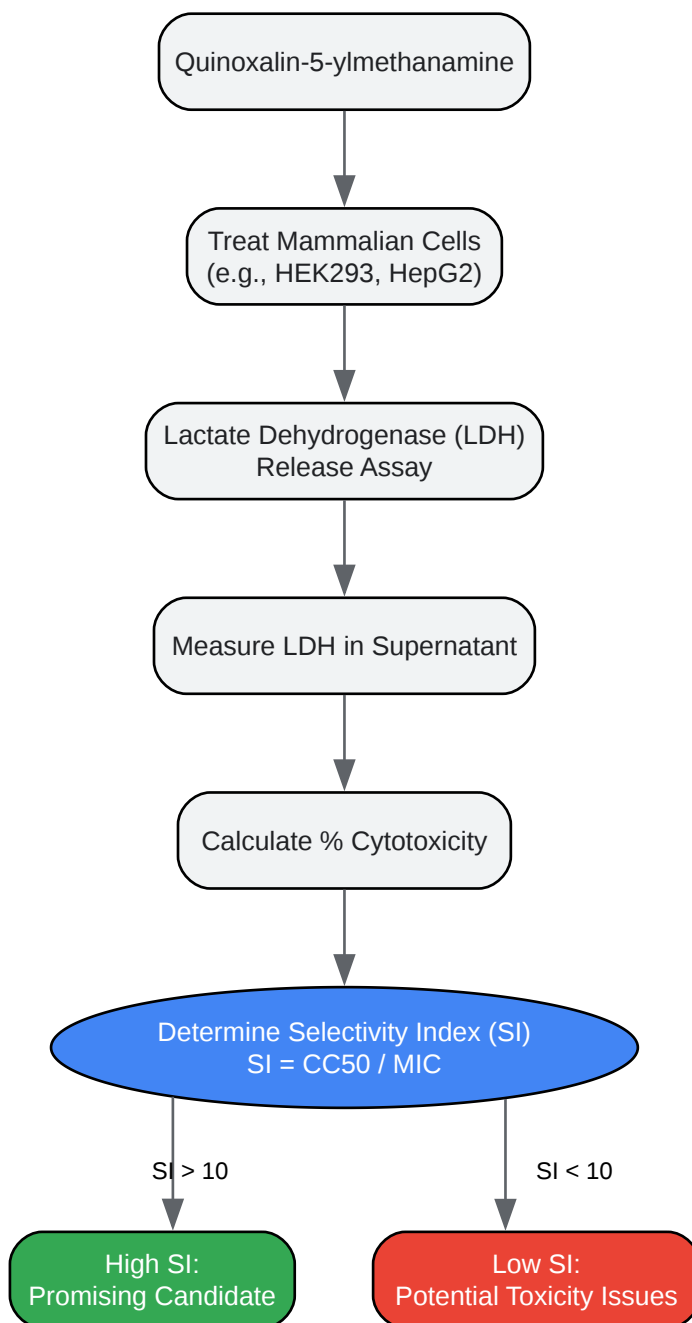 Quinoxalin-5-ylmethanamine
Treat Mammalian Cells
(e.g., HEK293, HepG2)
Lactate Dehydrogenase (LDH)
Release Assay
Measure LDH in Supernatant
Calculate % Cytotoxicity
Determine Selectivity Index (SI)
SI = CC50 / MIC
SI > 10
SI < 10
High SI:
Promising Candidate
Low SI:
Potential Toxicity Issues